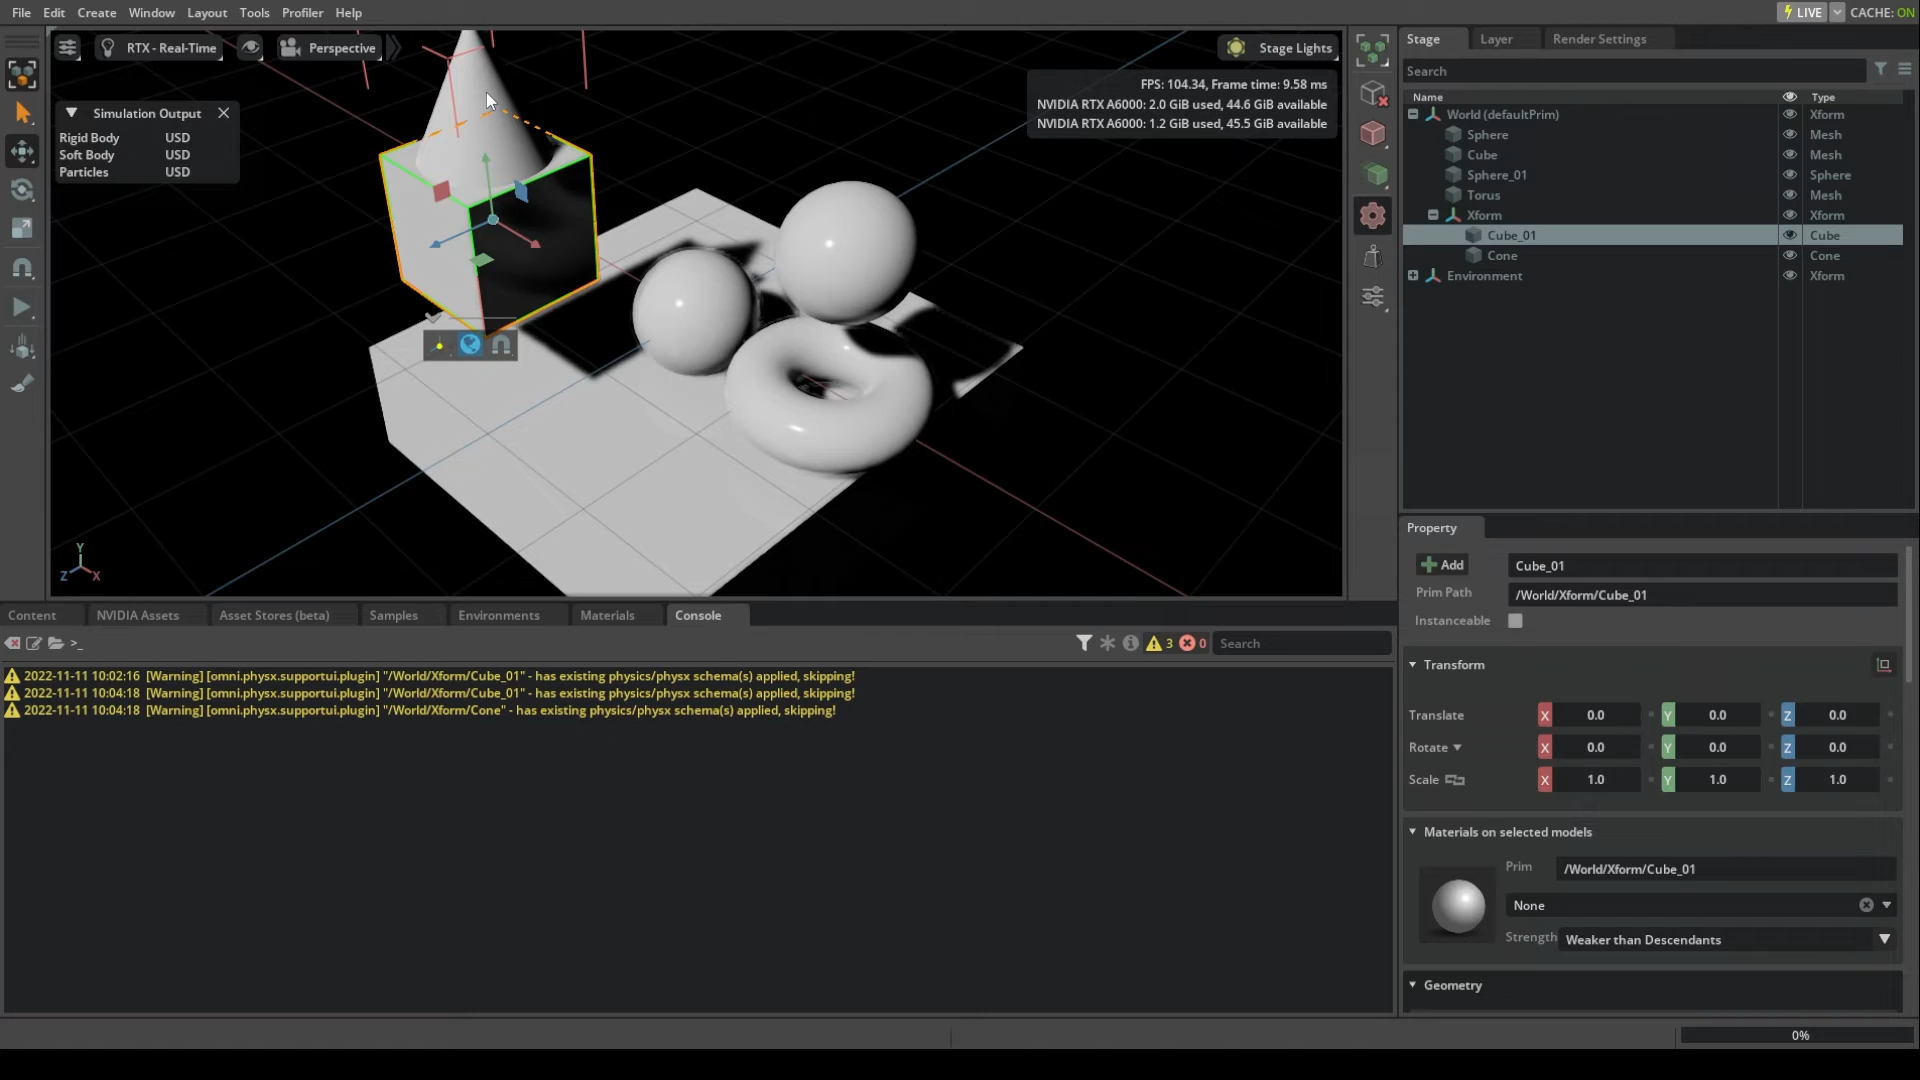 File Edit Create Window Layout Tools Profiler Help
LIVE CACHE: ON
RTX - Real-Time Perspective Stage Lights
FPS: 104.34, Frame time: 9.58 ms
NVIDIA RTX A6000: 2.0 GiB used, 44.6 GiB available
NVIDIA RTX A6000: 1.2 GiB used, 45.5 GiB available
Simulation Output
Rigid Body USD
Soft Body USD
Particles USD
Y
Z X
Stage Layer Render Settings
Search
Name Type
World (defaultPrim) Xform
Sphere Mesh
Cube Mesh
Sphere_01 Sphere
Torus Mesh
Xform Xform
Cube_01 Cube
Cone Cone
Environment Xform
Content NVIDIA Assets Asset Stores (beta) Samples Environments Materials Console
>_ 3 0 Search
2022-11-11 10:02:16 [Warning] [omni.physx.supportui.plugin] "/World/Xform/Cube_01" - has existing physics/physx schema(s) applied, skipping!
2022-11-11 10:04:18 [Warning] [omni.physx.supportui.plugin] "/World/Xform/Cube_01" - has existing physics/physx schema(s) applied, skipping!
2022-11-11 10:04:18 [Warning] [omni.physx.supportui.plugin] "/World/Xform/Cone" - has existing physics/physx schema(s) applied, skipping!
Property
Add Cube_01
Prim Path /World/Xform/Cube_01
Instanceable
Transform
Translate X 0.0 Y 0.0 Z 0.0
Rotate X 0.0 Y 0.0 Z 0.0
Scale X 1.0 Y 1.0 Z 1.0
Materials on selected models
Prim /World/Xform/Cube_01
None
Strength Weaker than Descendants
Geometry
0%